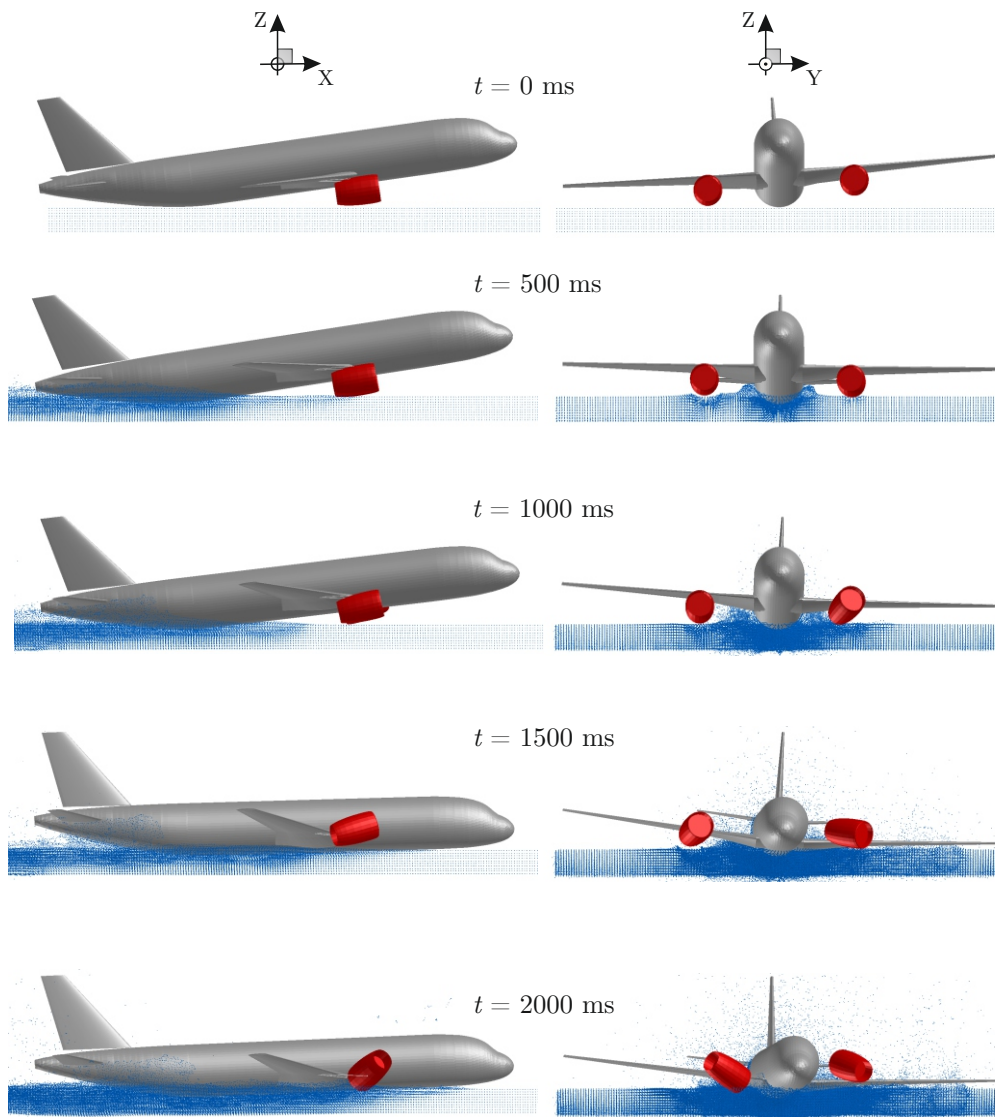 Z
X
Z
Y
t = 0 ms
t = 500 ms
t = 1000 ms
t = 1500 ms
t = 2000 ms